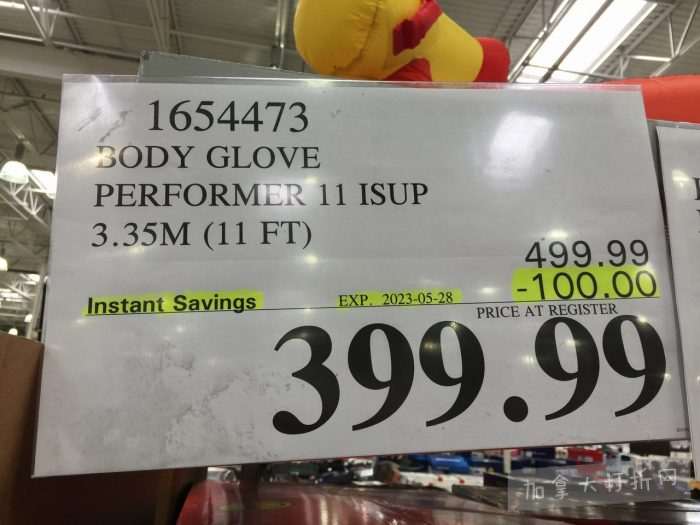 1654473
BODY GLOVE
PERFORMER 11 ISUP
3.35M (11 FT)
499.99
Instant Savings EXP. 2023-05-28 -100.00
PRICE AT REGISTER
399.99
加拿大打折网